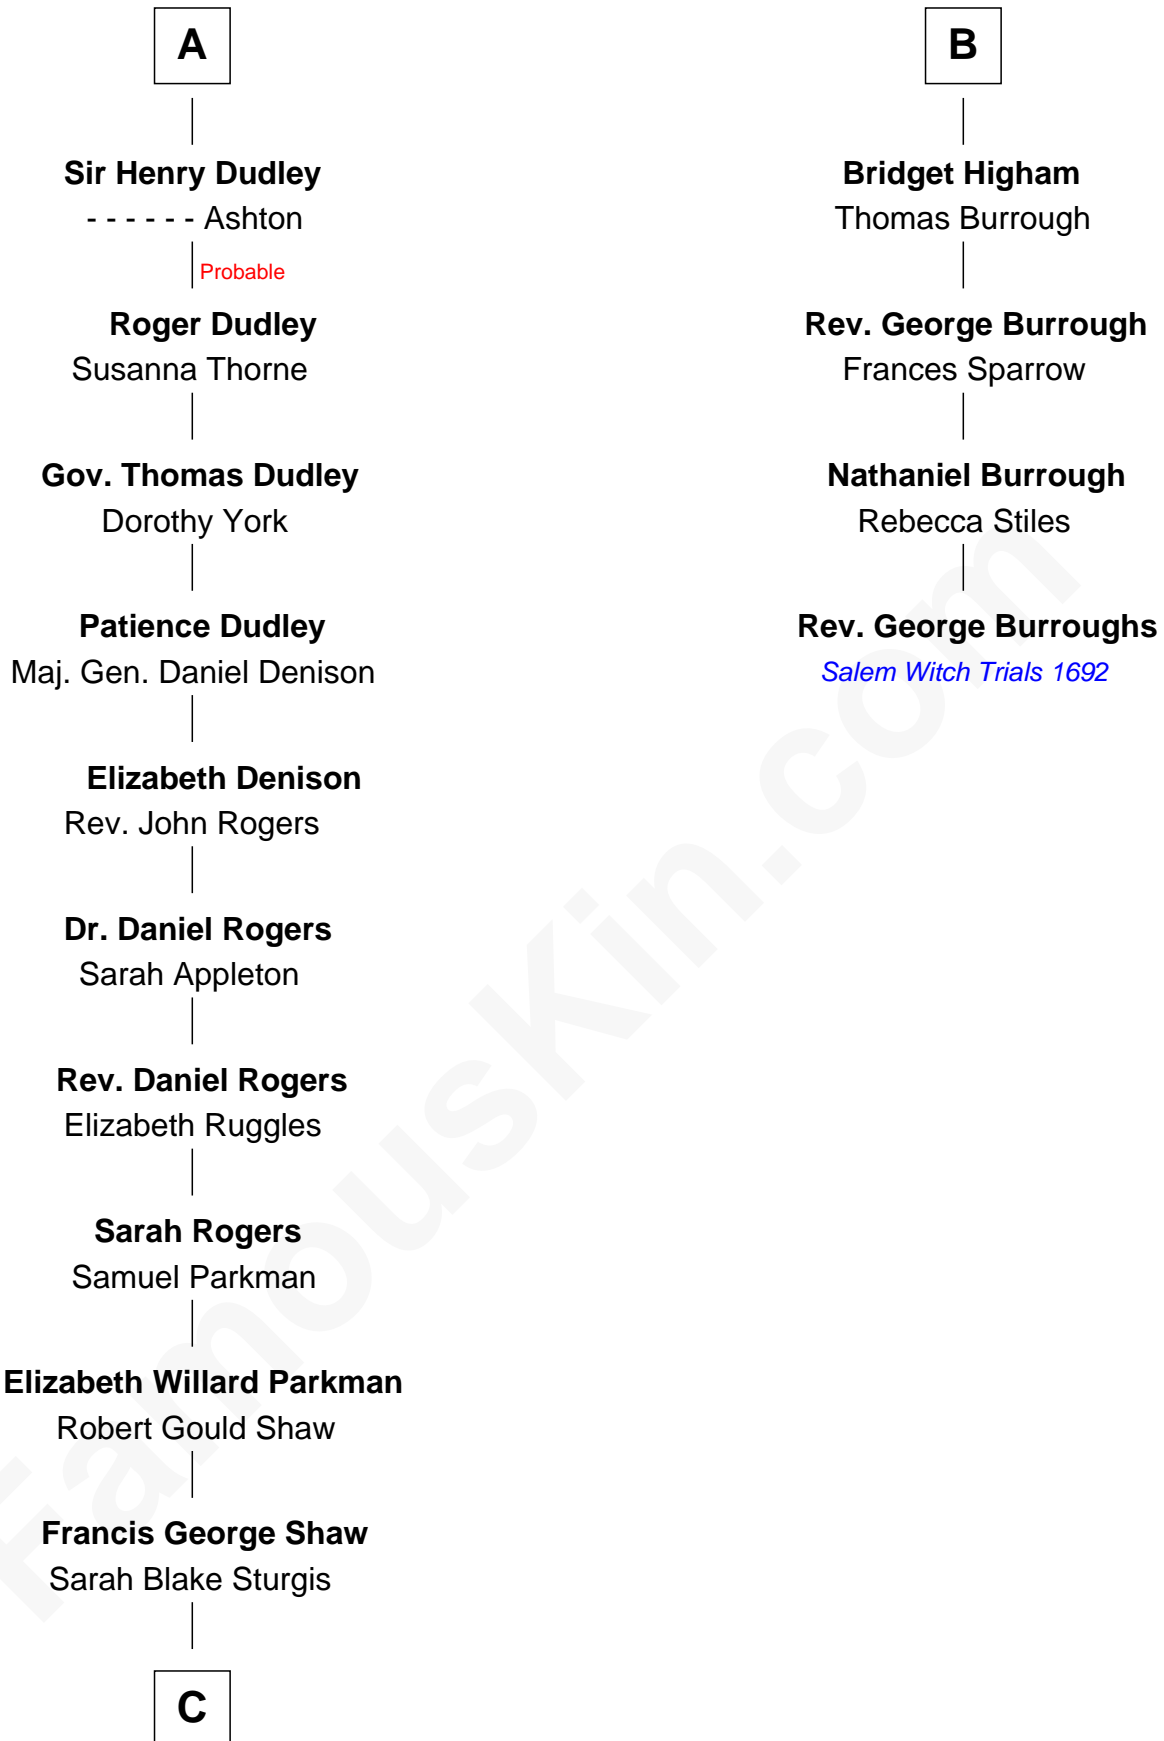 A
Sir Henry Dudley
- - - - - - Ashton
Probable
Roger Dudley
Susanna Thorne
Gov. Thomas Dudley
Dorothy York
Patience Dudley
Maj. Gen. Daniel Denison
Elizabeth Denison
Rev. John Rogers
Dr. Daniel Rogers
Sarah Appleton
Rev. Daniel Rogers
Elizabeth Ruggles
Sarah Rogers
Samuel Parkman
Elizabeth Willard Parkman
Robert Gould Shaw
Francis George Shaw
Sarah Blake Sturgis
C
B
Bridget Higham
Thomas Burrough
Rev. George Burrough
Frances Sparrow
Nathaniel Burrough
Rebecca Stiles
Rev. George Burroughs
Salem Witch Trials 1692
FamousKin.com